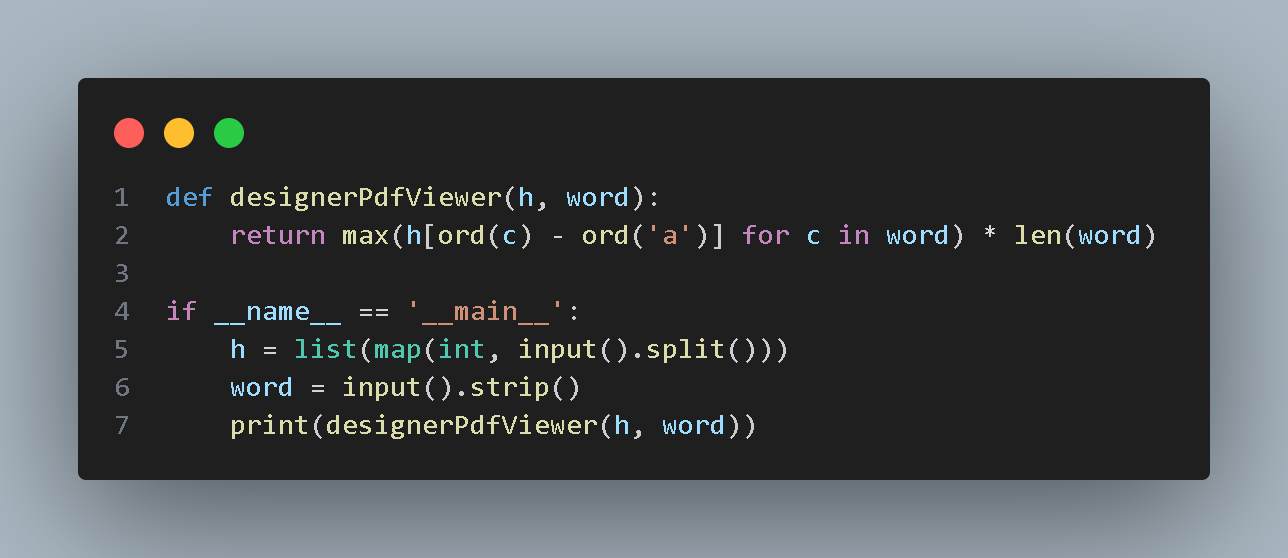 1 def designerPdfViewer(h, word):
2     return max(h[ord(c) - ord('a')] for c in word) * len(word)
3
4 if __name__ == '__main__':
5     h = list(map(int, input().split()))
6     word = input().strip()
7     print(designerPdfViewer(h, word))